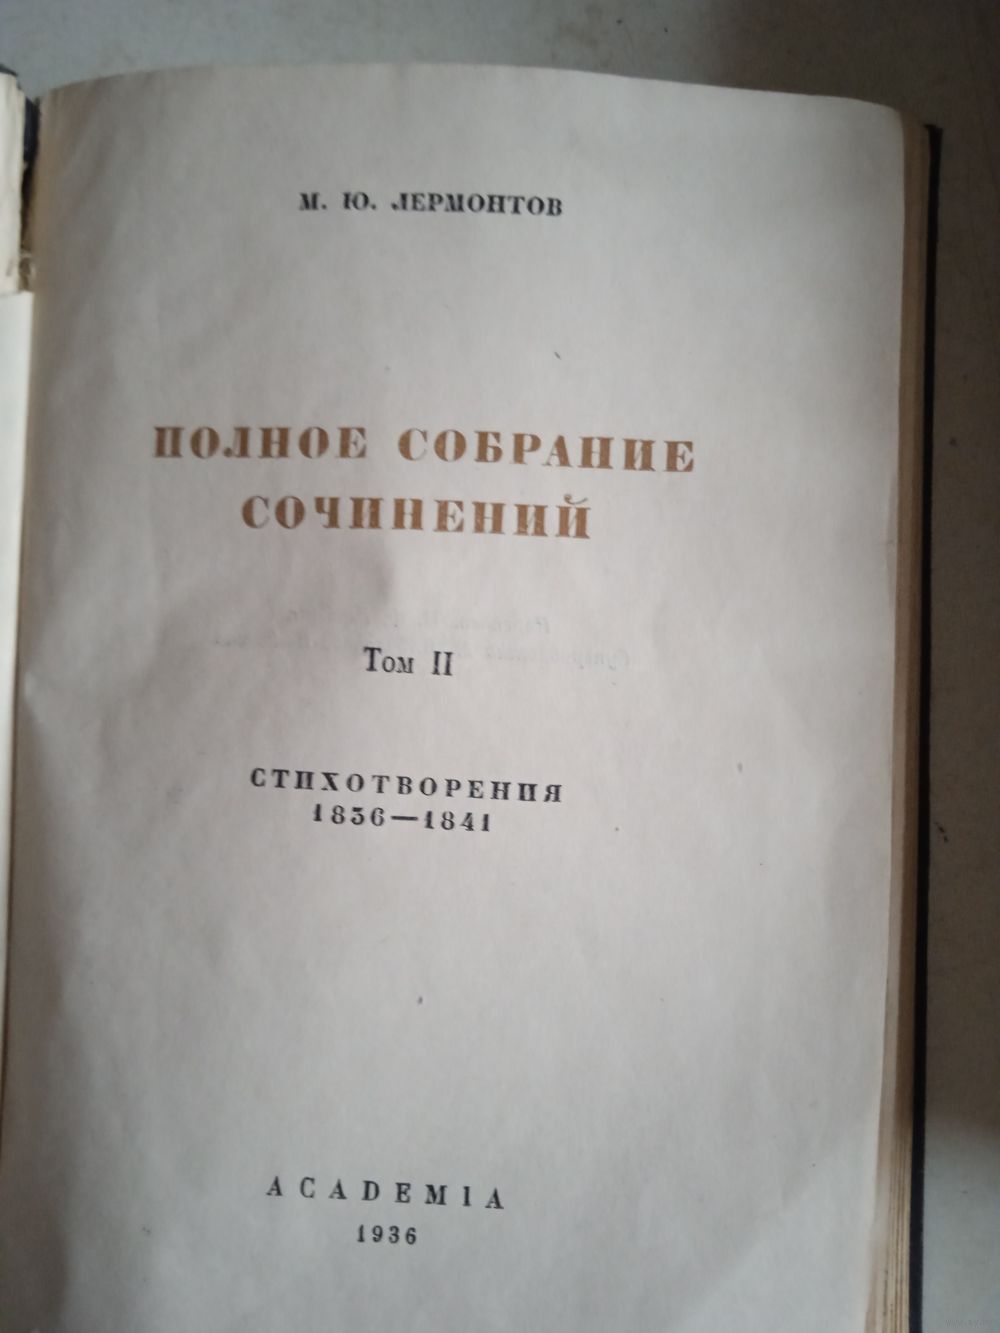 М. Ю. ЛЕРМОНТОВ
ПОЛНОЕ СОБРАНИЕ
СОЧИНЕНИЙ
Том II
СТИХОТВОРЕНИЯ
1836—1841
ACADEMIA
1936